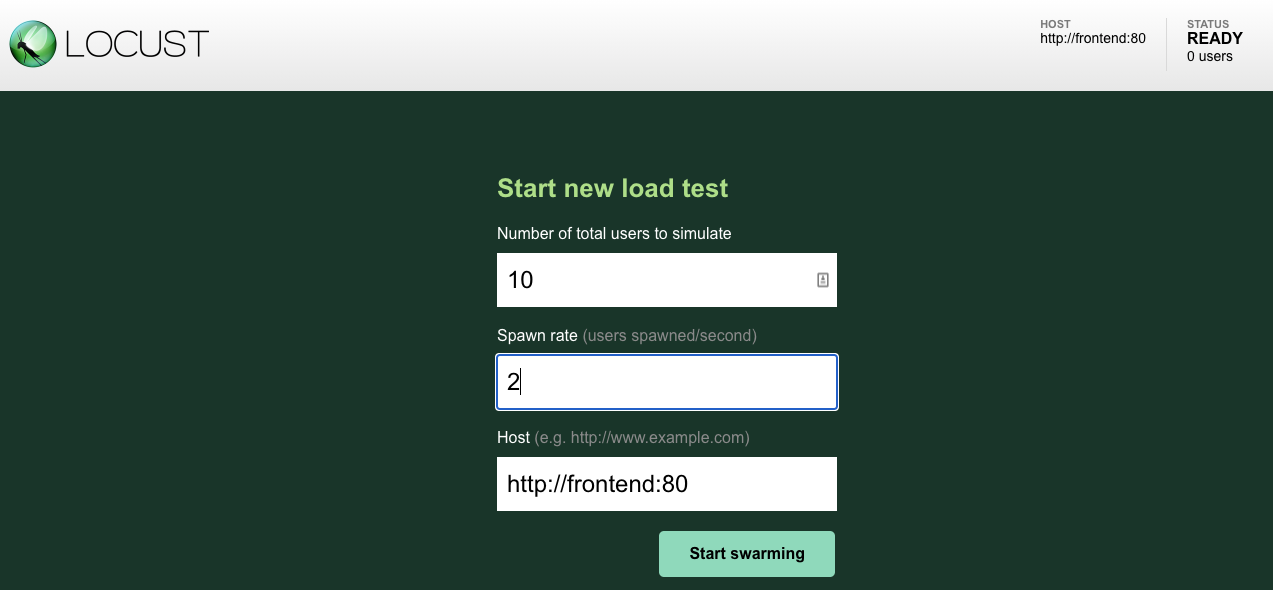 LOCUST
HOST
http://frontend:80
STATUS
READY
0 users
Start new load test
Number of total users to simulate
10
Spawn rate (users spawned/second)
2
Host (e.g. http://www.example.com)
http://frontend:80
Start swarming